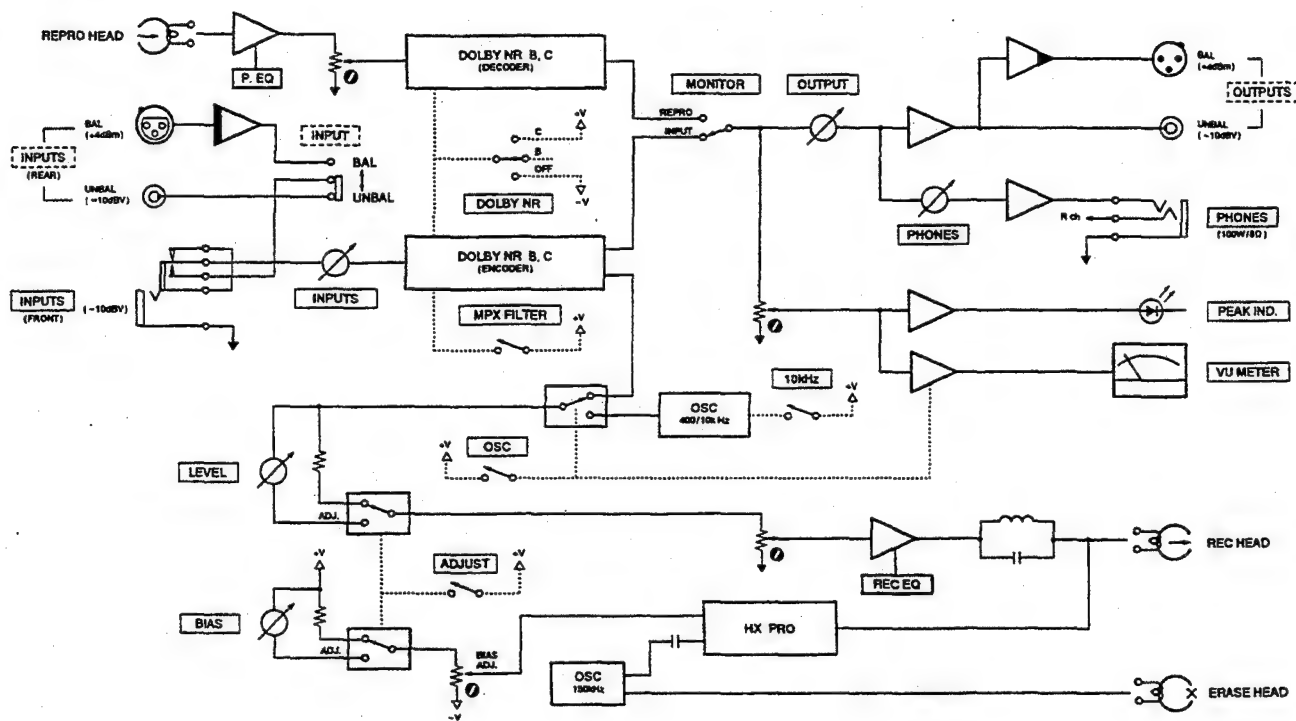 REPRO HEAD
P. EQ
DOLBY NR B, C
(DECODER)
MONITOR
OUTPUT
BAL
(+4dBm)
OUTPUTS
UNBAL
(-10dBV)
REPRO
INPUT
BAL
(+4dBm)
INPUTS
(REAR)
UNBAL
(-10dBV)
INPUT
BAL
UNBAL
+V
C
B
OFF
-V
DOLBY NR
PHONES
R ch
PHONES
(100W/8Ω)
DOLBY NR B, C
(ENCODER)
INPUTS
INPUTS
(FRONT)
(-10dBV)
MPX FILTER
+V
PEAK IND.
VU METER
10kHz
+V
OSC
400/10kHz
+V
OSC
LEVEL
ADJ.
REC EQ
REC HEAD
+V
ADJUST
+V
BIAS
ADJ.
BIAS
ADJ.
-V
HX PRO
OSC
150kHz
ERASE HEAD